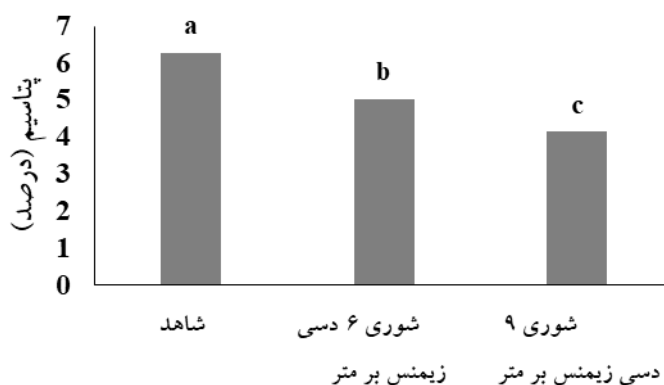 پتاسیم (درصد)
7
6
5
4
3
2
1
0
a
b
c
شاهد
شوری ۶ دسی
زیمنس بر متر
شوری ۹
دسی زیمنس بر متر